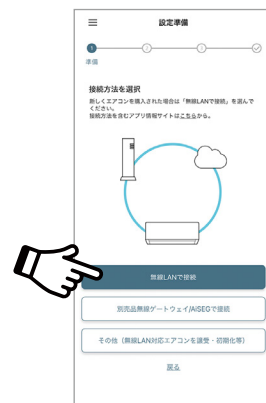 設定準備
1
2
3
準備
接続方法を選択
新しくエアコンを購入された場合は「無線LANで接続」を選んで
ください。
接続方法を含むアプリ情報サイトはこちらから。
無線LANで接続
別売品無線ゲートウェイ/AiSEGで接続
その他（無線LAN対応エアコンを譲受・初期化等）
戻る